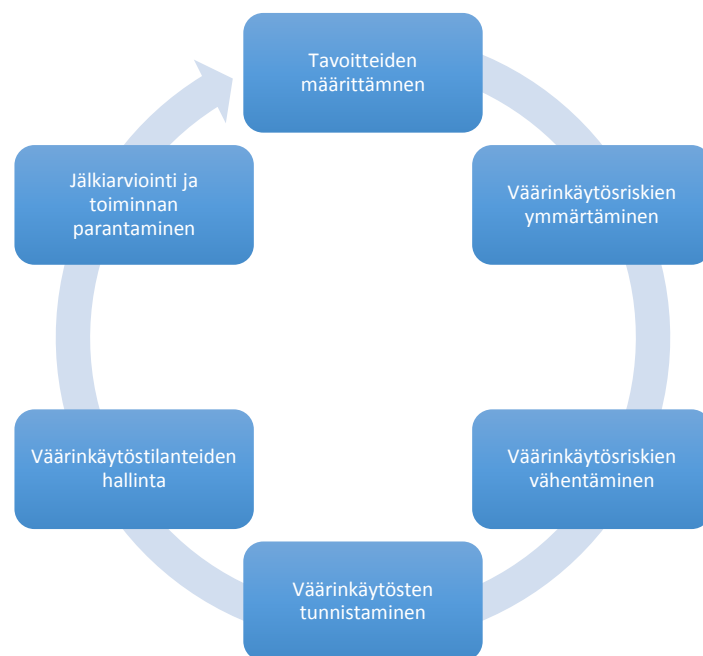 Tavoitteiden
määrittämnen
Väärinkäytösriskien
ymmärtäminen
Väärinkäytösriskien
vähentäminen
Väärinkäytösten
tunnistaminen
Väärinkäytöstilanteiden
hallinta
Jälkiarviointi ja
toiminnan
parantaminen